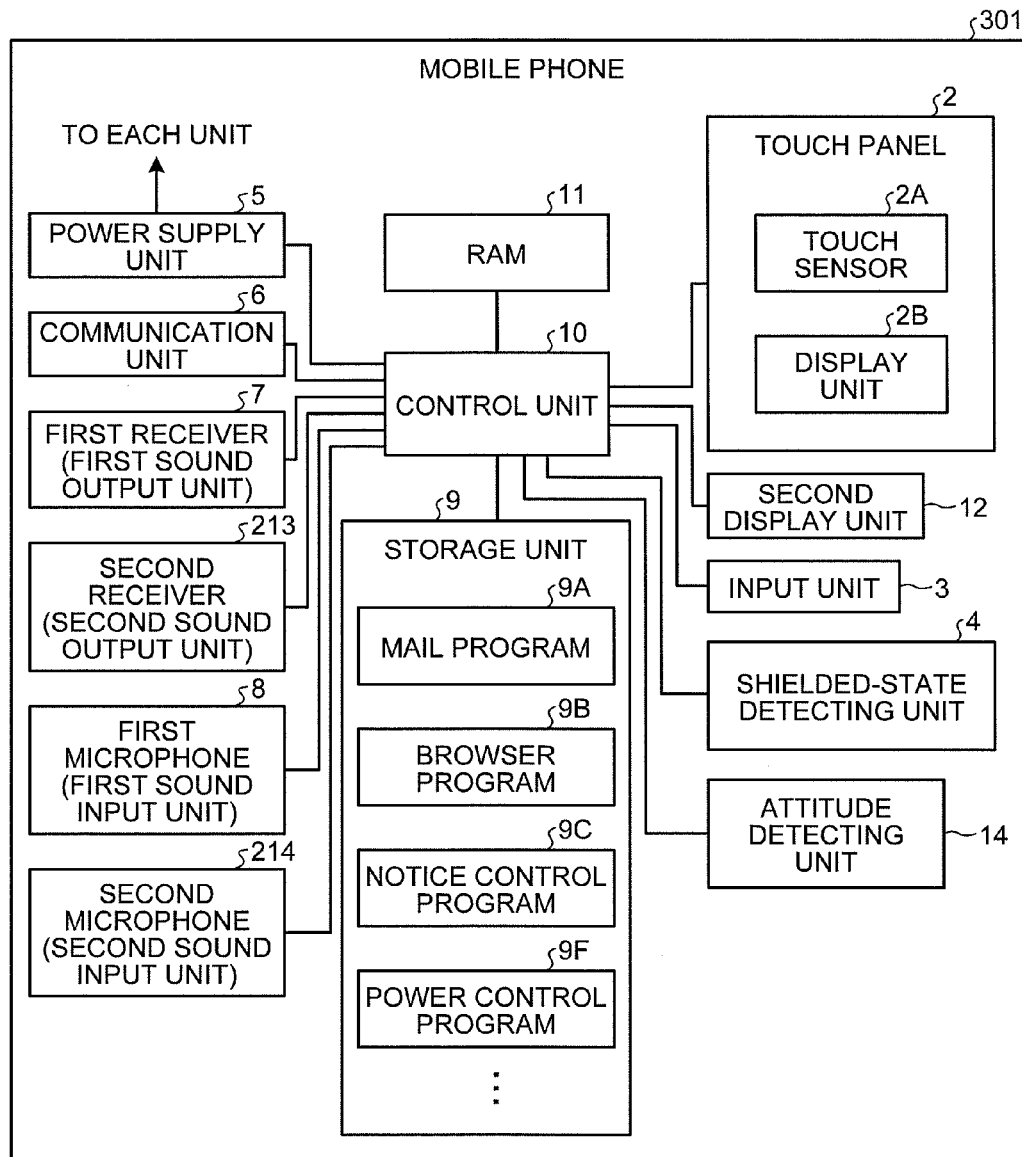 301
MOBILE PHONE
TO EACH UNIT
5
POWER SUPPLY
UNIT
6
COMMUNICATION
UNIT
7
FIRST RECEIVER
(FIRST SOUND
OUTPUT UNIT)
213
SECOND
RECEIVER
(SECOND SOUND
OUTPUT UNIT)
8
FIRST
MICROPHONE
(FIRST SOUND
INPUT UNIT)
214
SECOND
MICROPHONE
(SECOND SOUND
INPUT UNIT)
11
RAM
10
CONTROL UNIT
9
STORAGE UNIT
9A
MAIL PROGRAM
9B
BROWSER
PROGRAM
9C
NOTICE CONTROL
PROGRAM
9F
POWER CONTROL
PROGRAM
2
TOUCH PANEL
2A
TOUCH
SENSOR
2B
DISPLAY
UNIT
SECOND
DISPLAY UNIT
12
INPUT UNIT
3
4
SHIELDED-STATE
DETECTING UNIT
ATTITUDE
DETECTING
UNIT
14